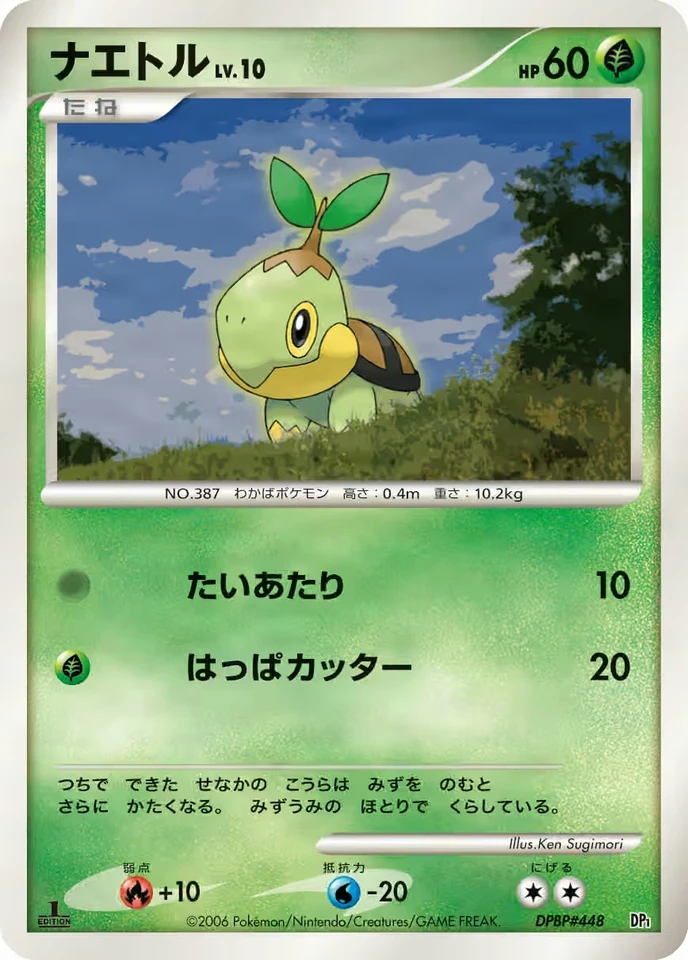 ナエトル LV.10 HP 60
たね
NO.387 わかばポケモン 高さ:0.4m 重さ:10.2kg
たいあたり 10
はっぱカッター 20
つちで できた せなかの こうらは みずを のむと
さらに かたくなる。 みずうみの ほとりで くらしている。
Illus.Ken Sugimori
弱点 抵抗力 にげる
+10 -20
1 EDITION ©2006 Pokémon/Nintendo/Creatures/GAME FREAK. DPBP#448 DP1